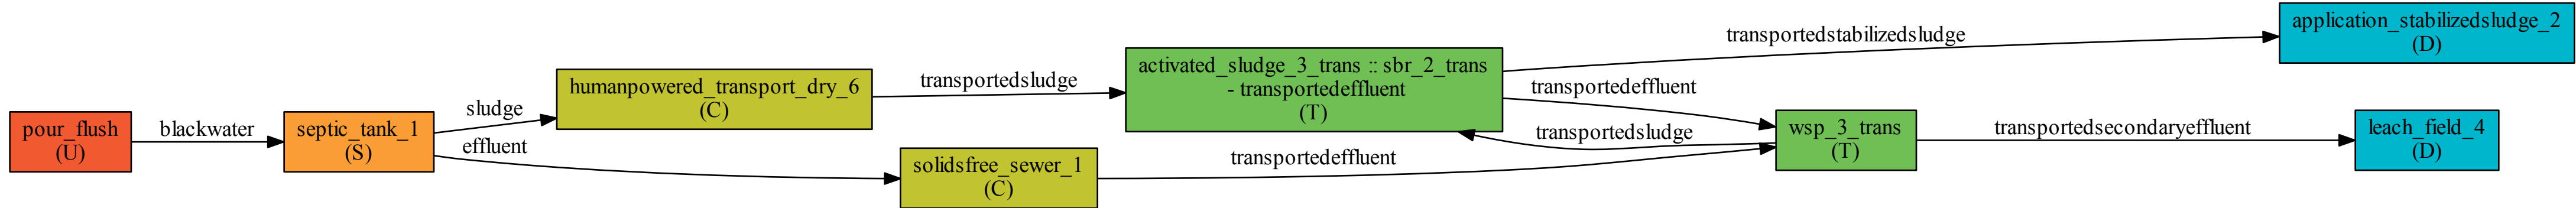 pour_flush
(U)
blackwater
septic_tank_1
(S)
sludge
effluent
humanpowered_transport_dry_6
(C)
solidsfree_sewer_1
(C)
transportedsludge
transportedeffluent
activated_sludge_3_trans :: sbr_2_trans
- transportedeffluent
(T)
transportedstabilizedsludge
transportedeffluent
transportedsludge
wsp_3_trans
(T)
transportedsecondaryeffluent
application_stabilizedsludge_2
(D)
leach_field_4
(D)